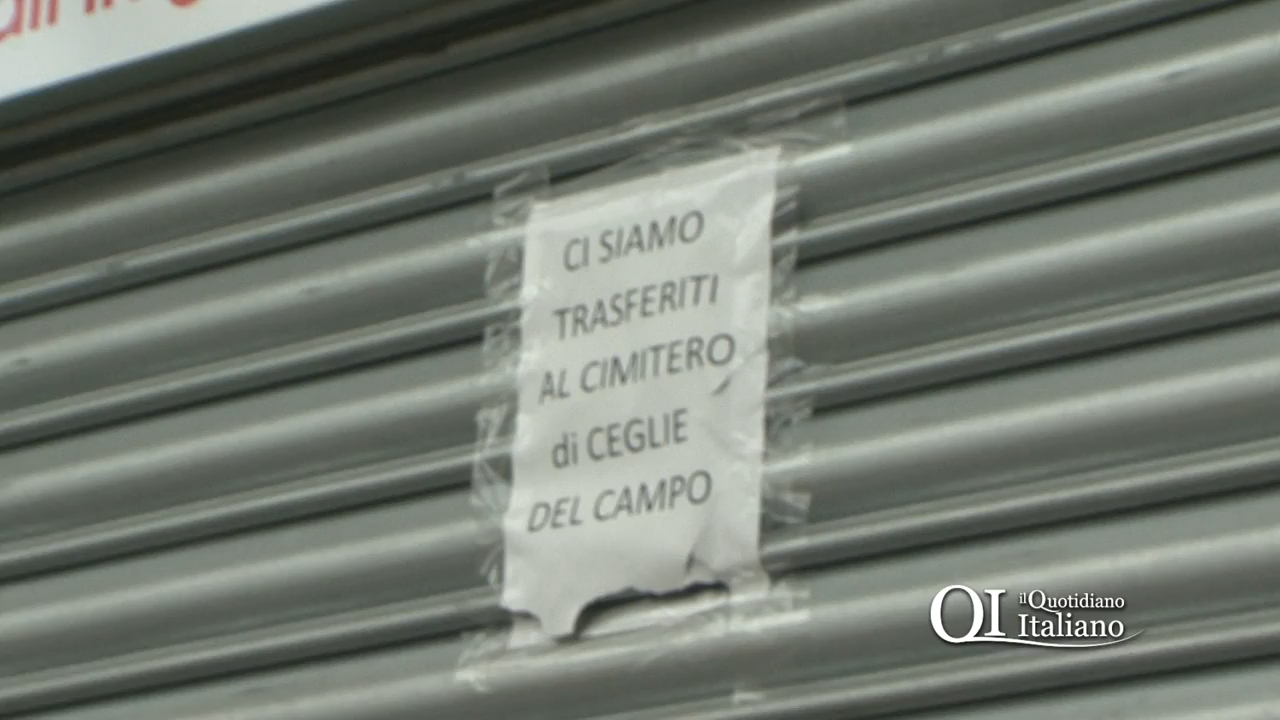 CI SIAMO
TRASFERITI
AL CIMITERO
di CEGLIE
DEL CAMPO
QI il Quotidiano
Italiano